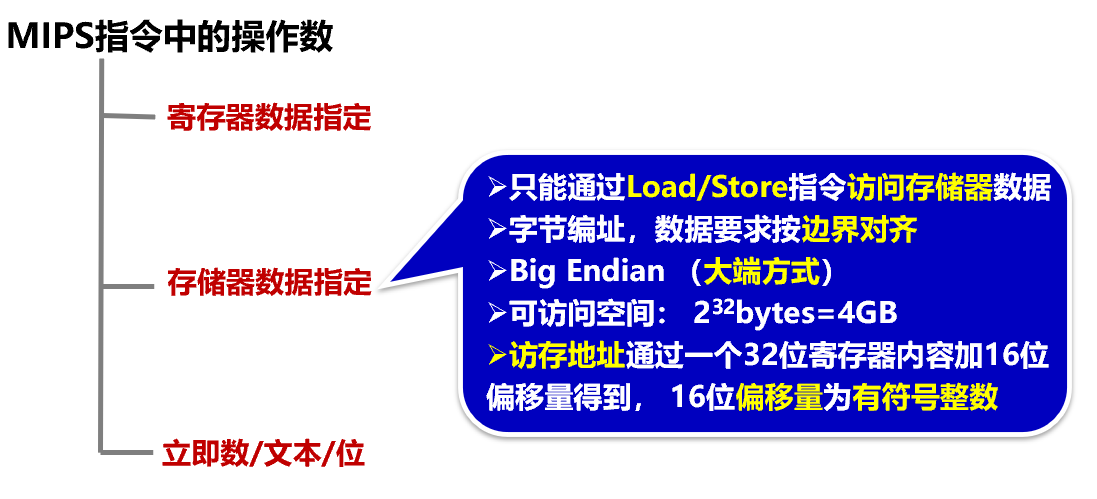 MIPS指令中的操作数
寄存器数据指定
➢只能通过Load/Store指令访问存储器数据
➢字节编址，数据要求按边界对齐
➢Big Endian （大端方式）
存储器数据指定
➢可访问空间： 2³²bytes=4GB
➢访存地址通过一个32位寄存器内容加16位
偏移量得到， 16位偏移量为有符号整数
立即数/文本/位